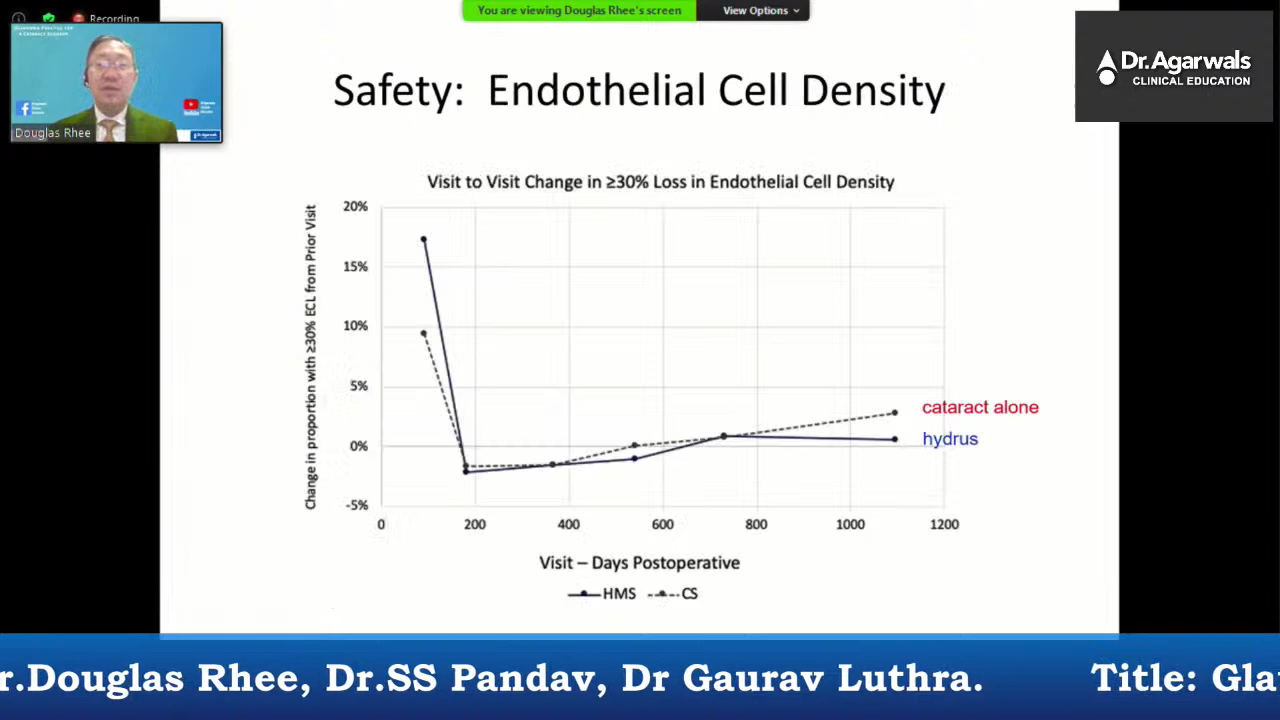 Recording
You are viewing Douglas Rhee's screen
View Options
Douglas Rhee
Dr.Agarwals
CLINICAL EDUCATION
Safety: Endothelial Cell Density
Visit to Visit Change in ≥30% Loss in Endothelial Cell Density
Change in proportion with ≥30% ECL from Prior Visit
20%
15%
10%
5%
0%
-5%
0 200 400 600 800 1000 1200
cataract alone
hydrus
Visit – Days Postoperative
HMS CS
r.Douglas Rhee, Dr.SS Pandav, Dr Gaurav Luthra. Title: Gla